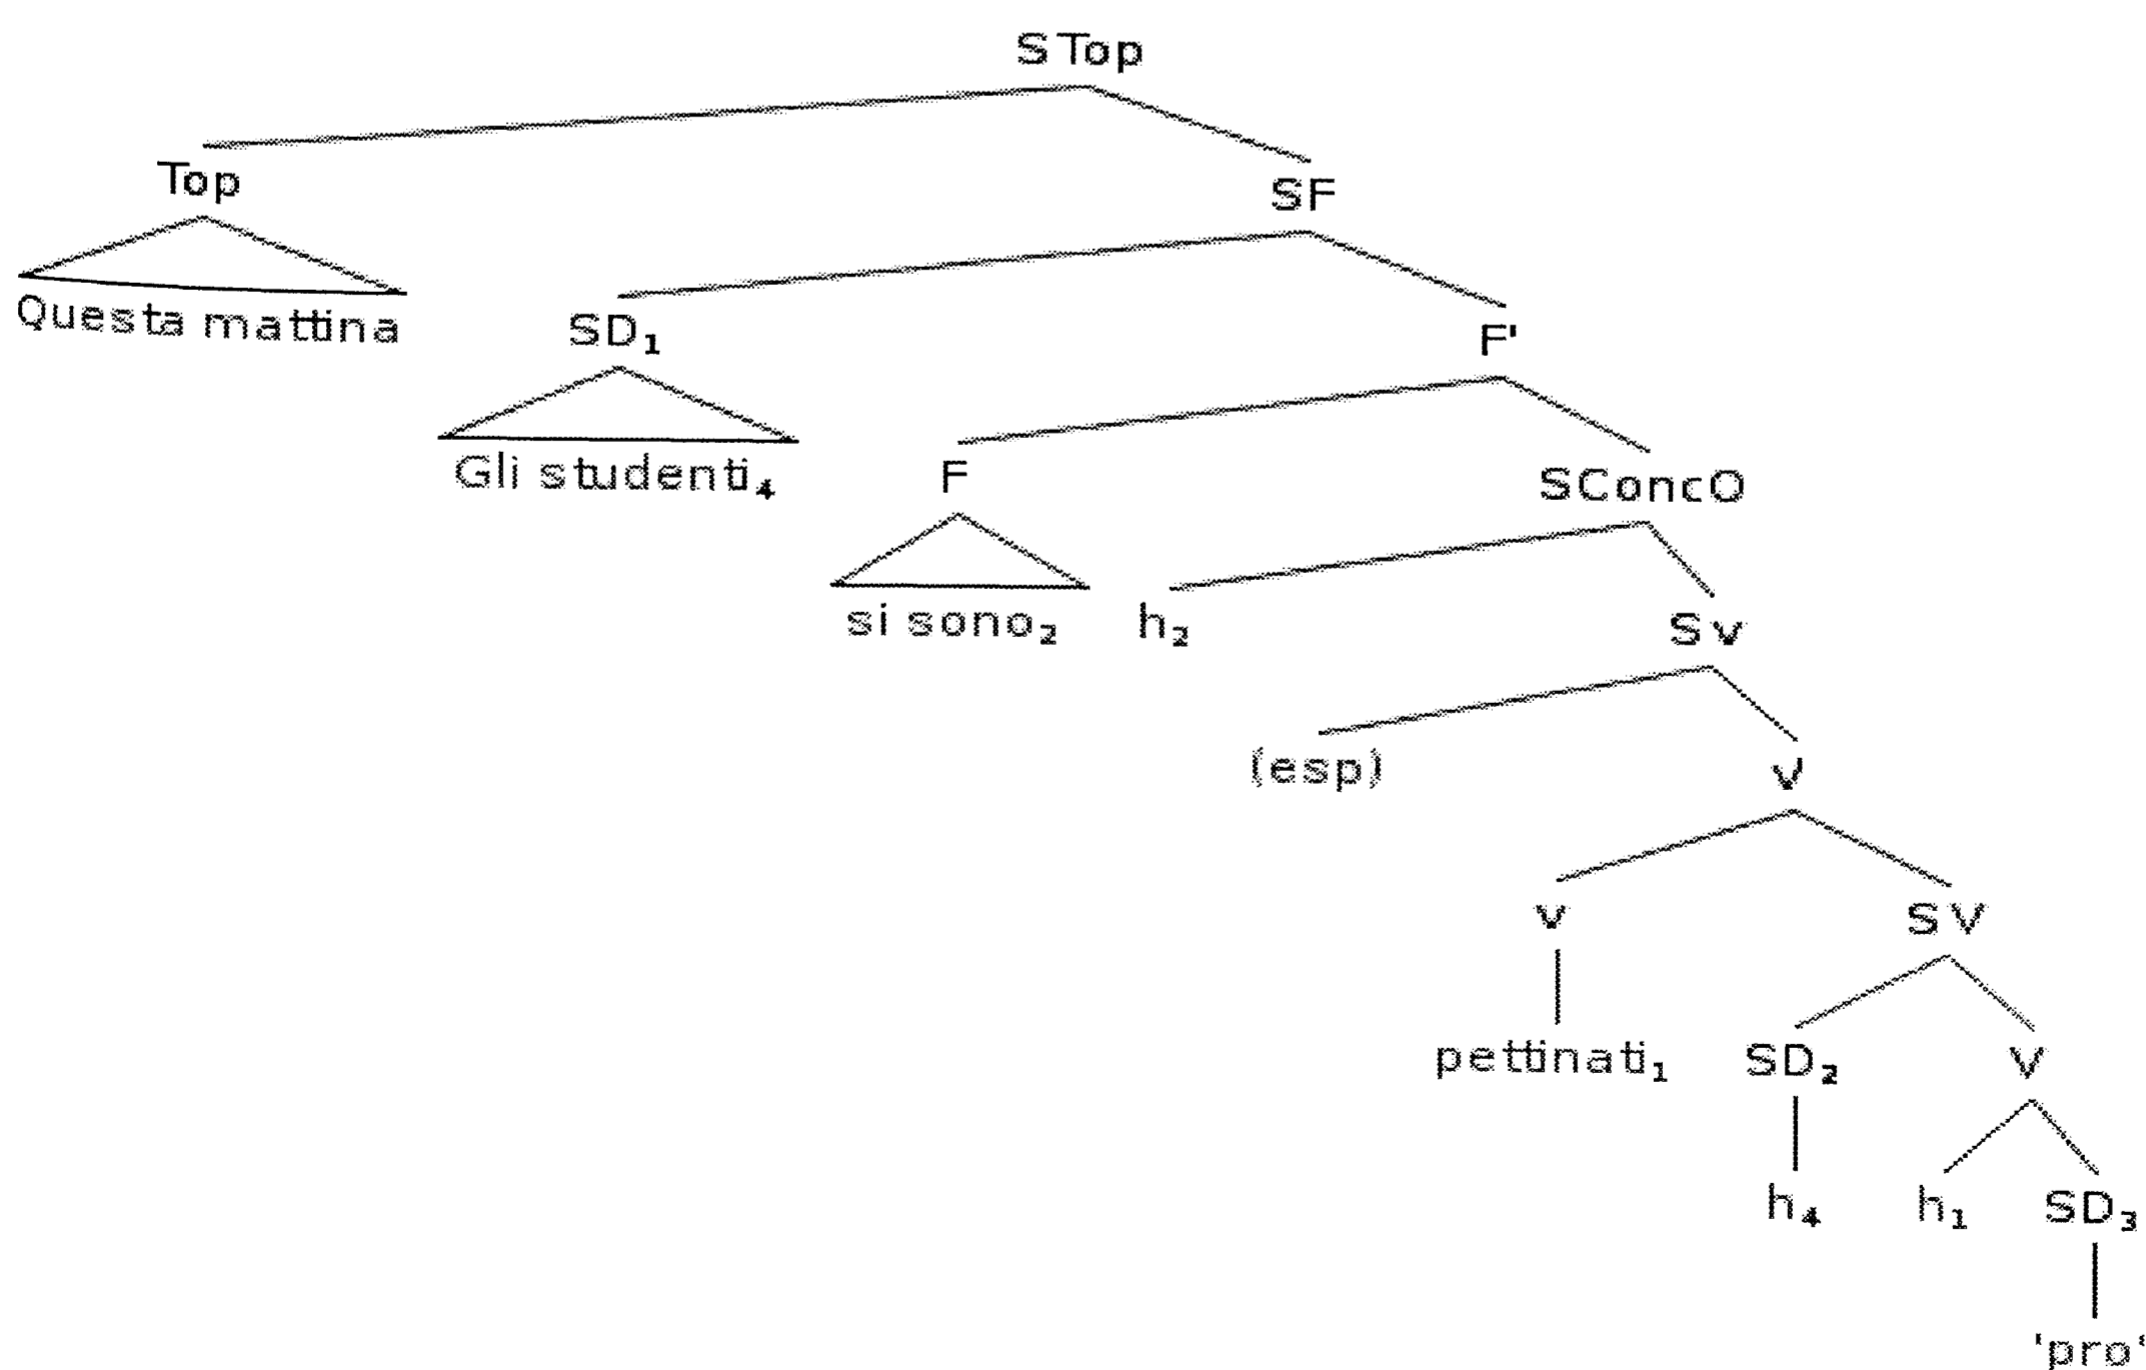 STop
Top
SF
Questa mattina
SD₁
F'
Gli studenti₄
F
SConcO
si sono₂
h₂
Sv
(esp)
v'
v
SV
pettinati₁
SD₂
V
h₄
h₁
SD₃
'pro'